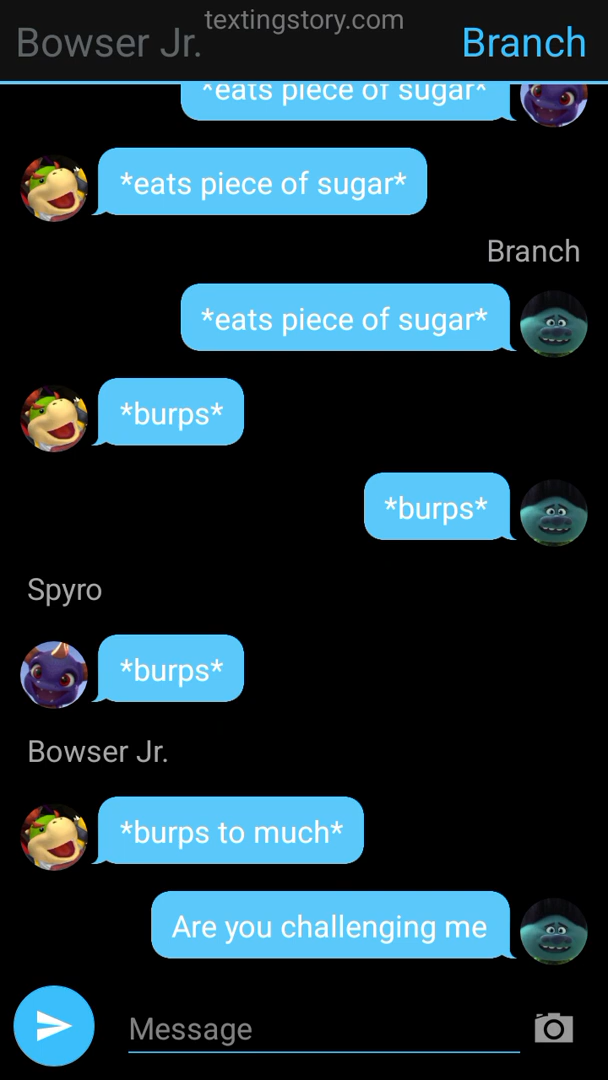 textingstory.com
Bowser Jr.
Branch
*eats piece of sugar*
*eats piece of sugar*
Branch
*eats piece of sugar*
*burps*
*burps*
Spyro
*burps*
Bowser Jr.
*burps to much*
Are you challenging me
Message